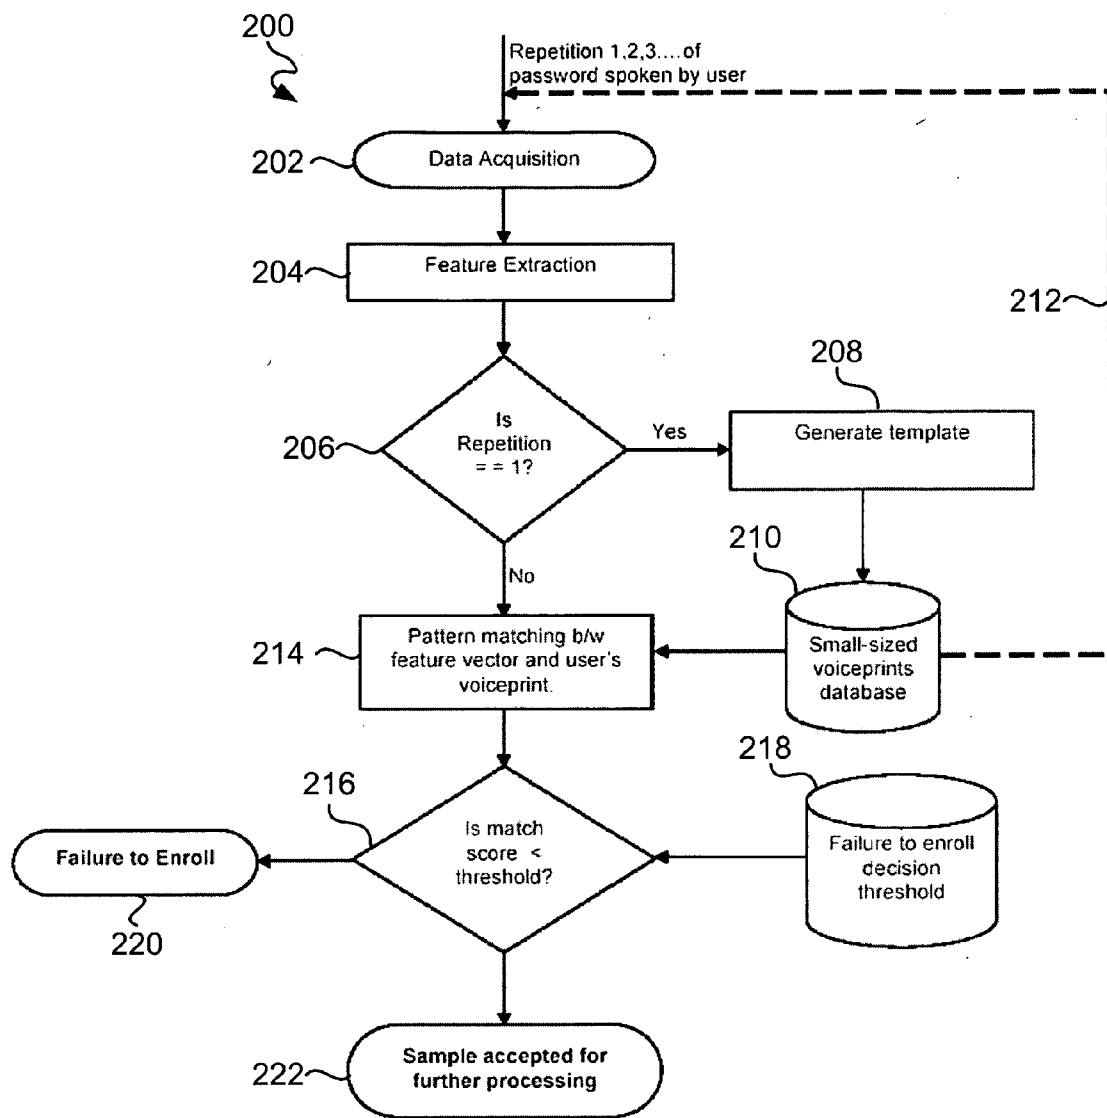 200
Repetition 1,2,3....of
password spoken by user
202
Data Acquisition
204
Feature Extraction
212
208
206
Is
Repetition
= = 1?
Yes
Generate template
No
210
214
Pattern matching b/w
feature vector and user's
voiceprint.
Small-sized
voiceprints
database
216
218
Is match
score <
threshold?
Failure to Enroll
Failure to enroll
decision
threshold
220
222
Sample accepted for
further processing